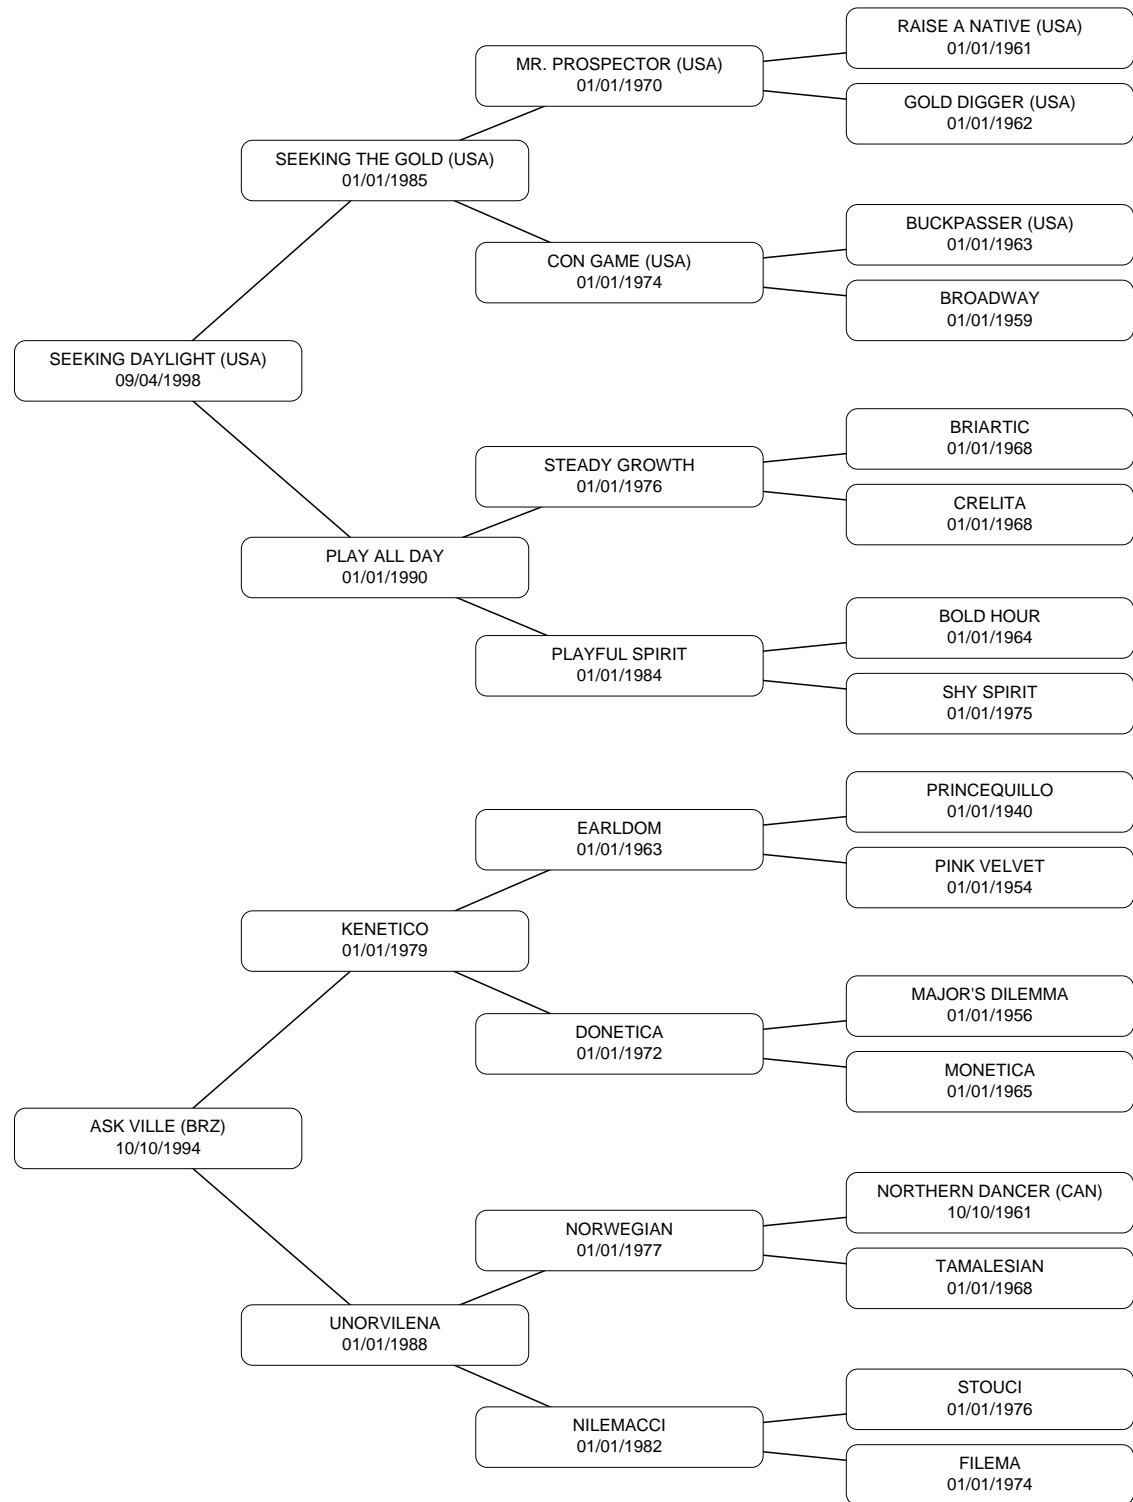 RAISE A NATIVE (USA)
01/01/1961
MR. PROSPECTOR (USA)
01/01/1970
GOLD DIGGER (USA)
01/01/1962
SEEKING THE GOLD (USA)
01/01/1985
BUCKPASSER (USA)
01/01/1963
CON GAME (USA)
01/01/1974
BROADWAY
01/01/1959
SEEKING DAYLIGHT (USA)
09/04/1998
BRIARTIC
01/01/1968
STEADY GROWTH
01/01/1976
CRELITA
01/01/1968
PLAY ALL DAY
01/01/1990
BOLD HOUR
01/01/1964
PLAYFUL SPIRIT
01/01/1984
SHY SPIRIT
01/01/1975
PRINCEQUILLO
01/01/1940
EARLDOM
01/01/1963
PINK VELVET
01/01/1954
KENETICO
01/01/1979
MAJOR'S DILEMMA
01/01/1956
DONETICA
01/01/1972
MONETICA
01/01/1965
ASK VILLE (BRZ)
10/10/1994
NORTHERN DANCER (CAN)
10/10/1961
NORWEGIAN
01/01/1977
TAMALESIAN
01/01/1968
UNORVILENA
01/01/1988
STOUCI
01/01/1976
NILEMACCI
01/01/1982
FILEMA
01/01/1974